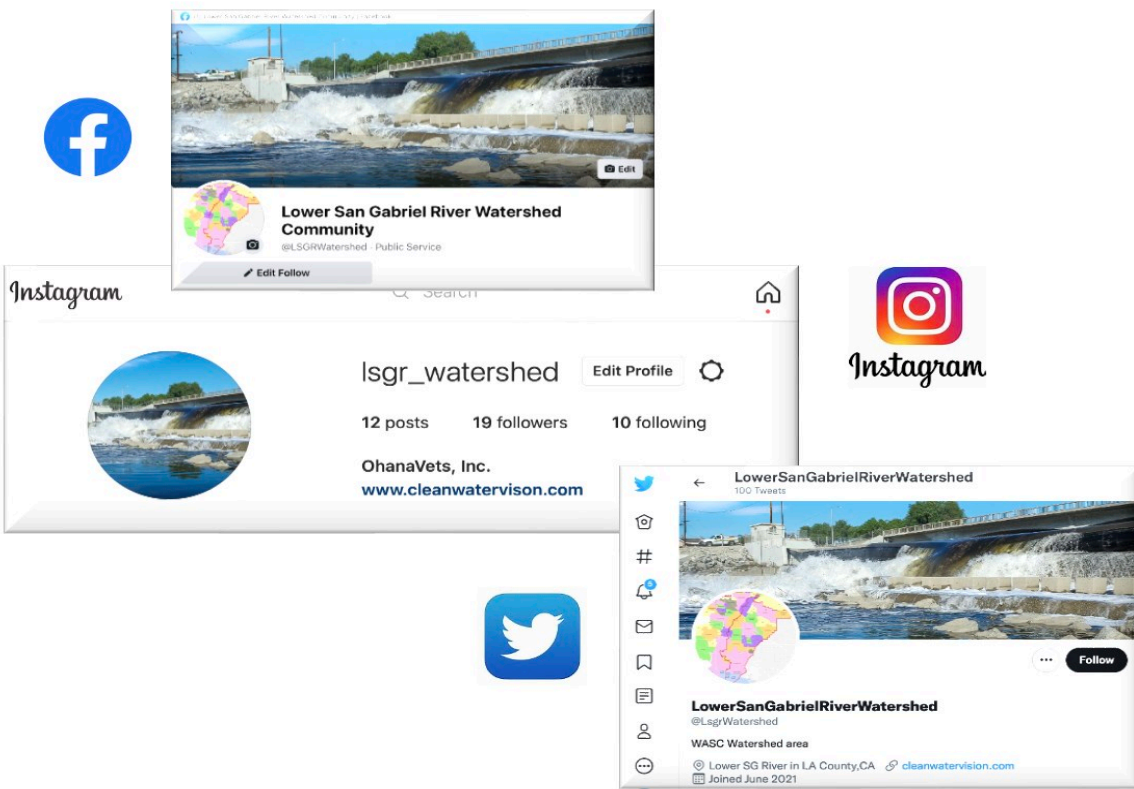 Edit
Lower San Gabriel River Watershed
Community
@LSGRWatershed · Public Service
Edit Follow
Instagram
Search
lsgr_watershed
Edit Profile
12 posts 19 followers 10 following
OhanaVets, Inc.
www.cleanwatervison.com
Instagram
LowerSanGabrielRiverWatershed
100 Tweets
5
Follow
LowerSanGabrielRiverWatershed
@LsgrWatershed
WASC Watershed area
Lower SG River in LA County,CA cleanwatervision.com
Joined June 2021